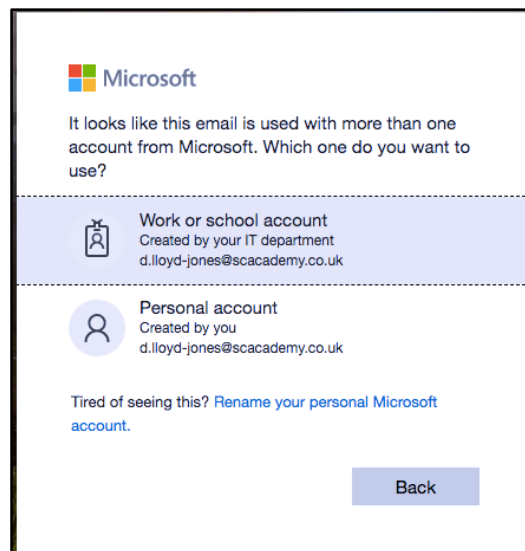 Microsoft
It looks like this email is used with more than one
account from Microsoft. Which one do you want to
use?
Work or school account
Created by your IT department
d.lloyd-jones@scacademy.co.uk
Personal account
Created by you
d.lloyd-jones@scacademy.co.uk
Tired of seeing this? Rename your personal Microsoft
account.
Back